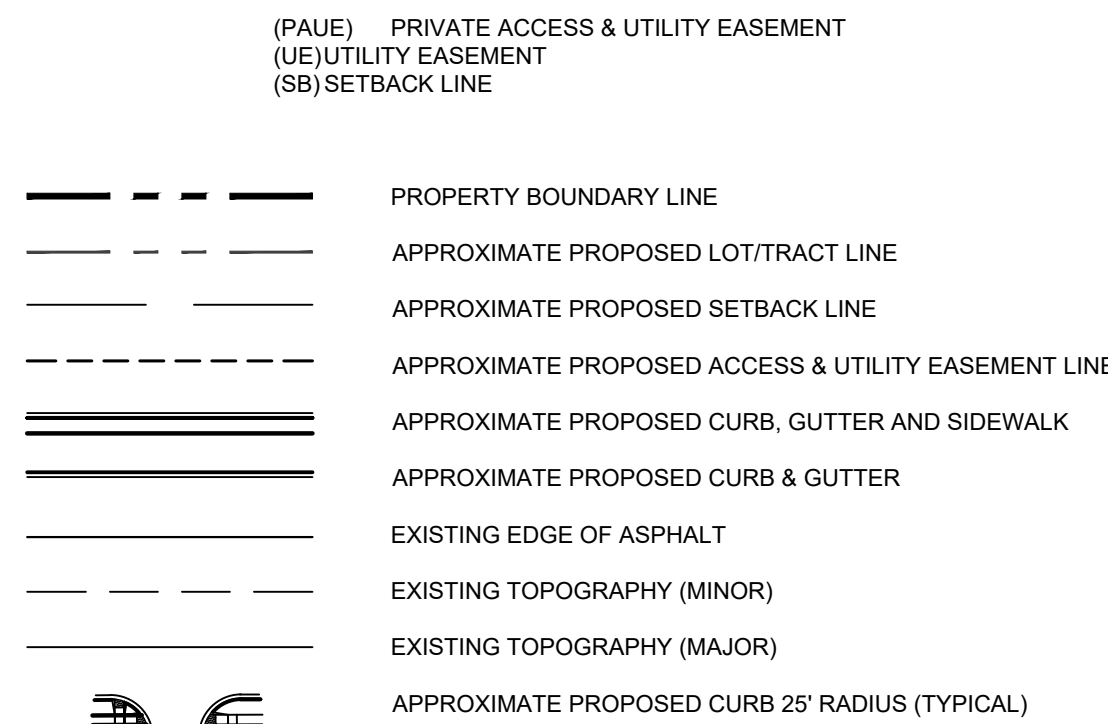 (PAUE) PRIVATE ACCESS & UTILITY EASEMENT
(UE) UTILITY EASEMENT
(SB) SETBACK LINE
PROPERTY BOUNDARY LINE
APPROXIMATE PROPOSED LOT/TRACT LINE
APPROXIMATE PROPOSED SETBACK LINE
APPROXIMATE PROPOSED ACCESS & UTILITY EASEMENT LINE
APPROXIMATE PROPOSED CURB, GUTTER AND SIDEWALK
APPROXIMATE PROPOSED CURB & GUTTER
EXISTING EDGE OF ASPHALT
EXISTING TOPOGRAPHY (MINOR)
EXISTING TOPOGRAPHY (MAJOR)
APPROXIMATE PROPOSED CURB 25' RADIUS (TYPICAL)